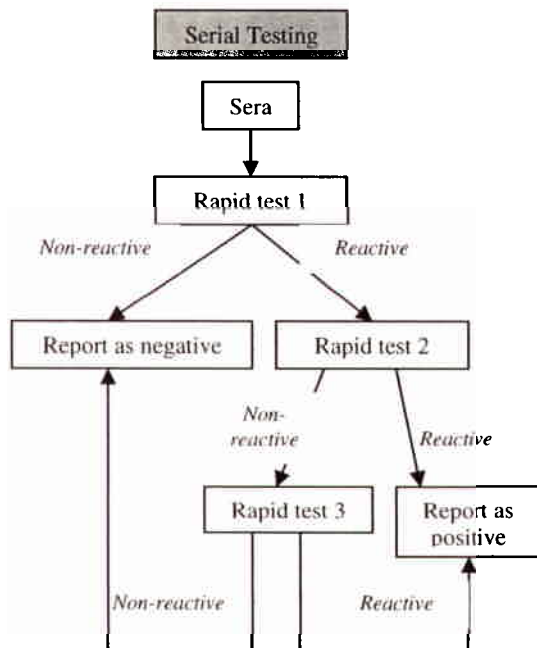 Serial Testing
Sera
Rapid test 1
Non-reactive
Reactive
Report as negative
Rapid test 2
Non-
reactive
Reactive
Rapid test 3
Report as
positive
Non-reactive
Reactive